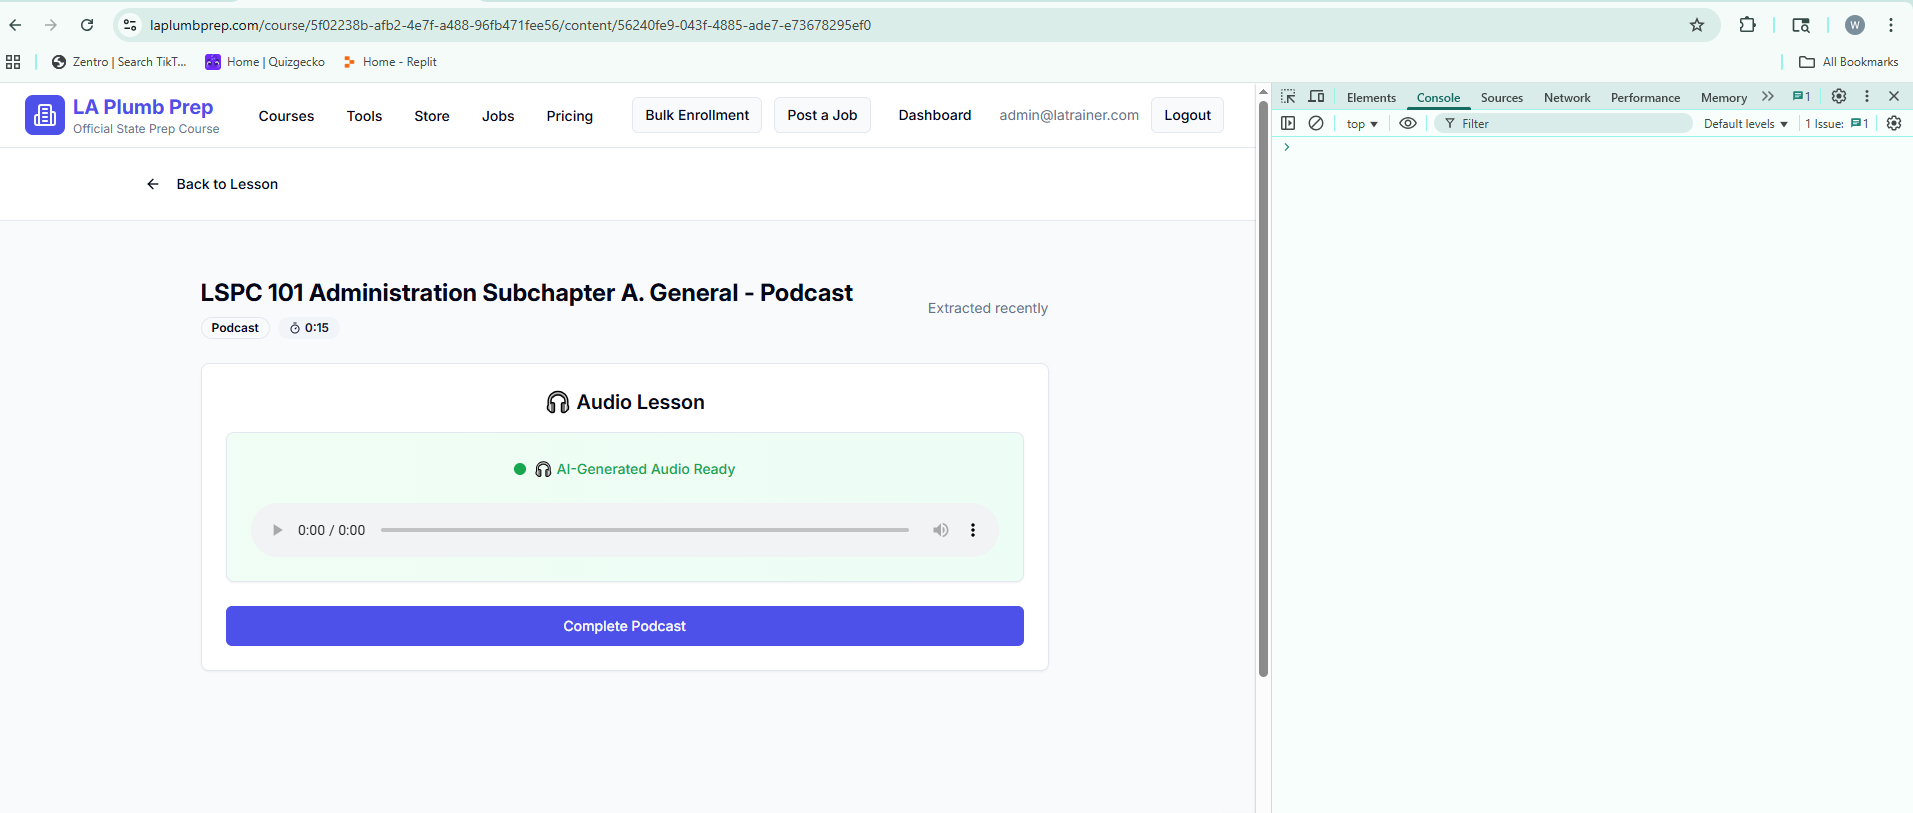 laplumbprep.com/course/5f02238b-afb2-4e7f-a488-96fb471fee56/content/56240fe9-043f-4885-ade7-e73678295ef0
W
Zentro | Search TikT... Home | Quizgecko Home - Replit All Bookmarks
LA Plumb Prep
Official State Prep Course
Courses Tools Store Jobs Pricing Bulk Enrollment Post a Job Dashboard admin@latrainer.com Logout
Elements Console Sources Network Performance Memory 1
top Filter Default levels 1 Issue: 1
Back to Lesson
LSPC 101 Administration Subchapter A. General - Podcast
Extracted recently
Podcast 0:15
Audio Lesson
AI-Generated Audio Ready
0:00 / 0:00
Complete Podcast